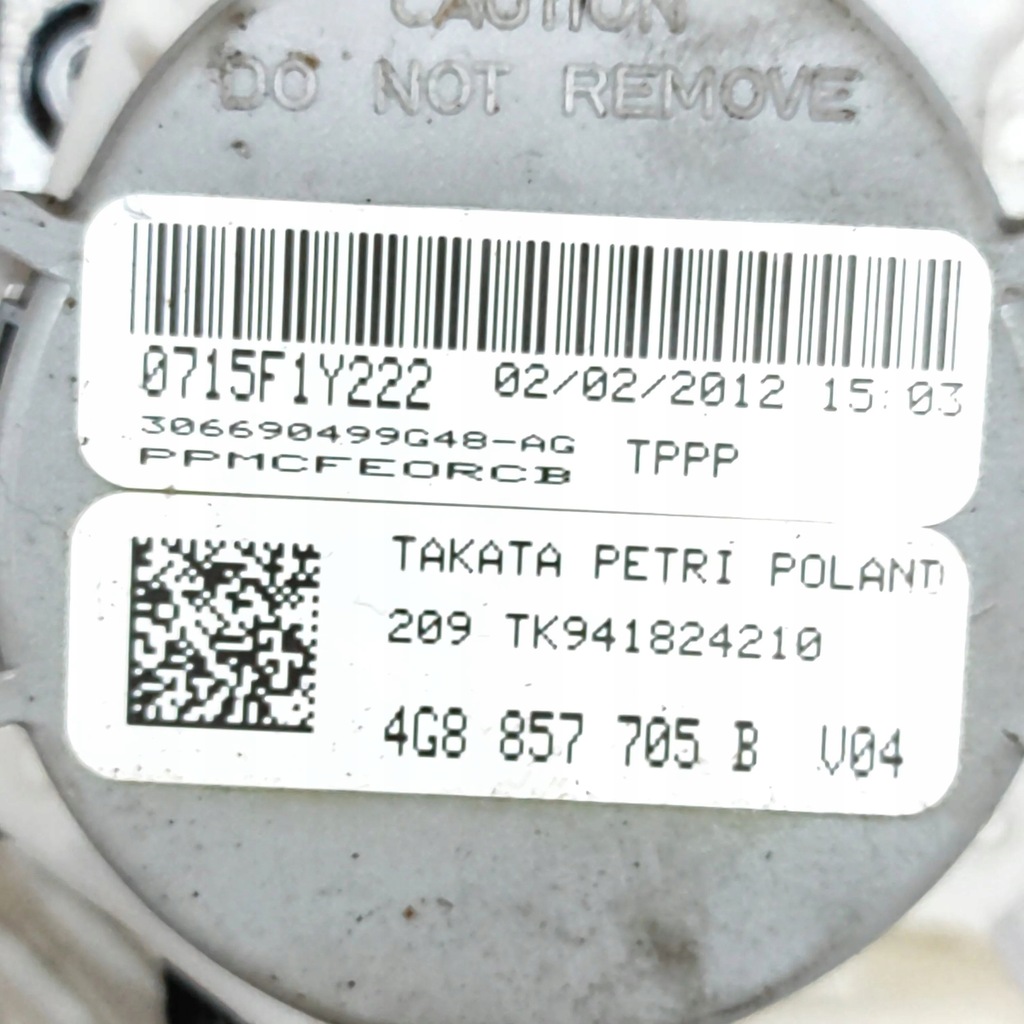 CAUTION
DO NOT REMOVE
0715F1Y222 02/02/2012 15:03
306690499G48-AG TPPP
PPMCFEORCB
TAKATA PETRI POLAND
209 TK941824210
4G8 857 705 B V04